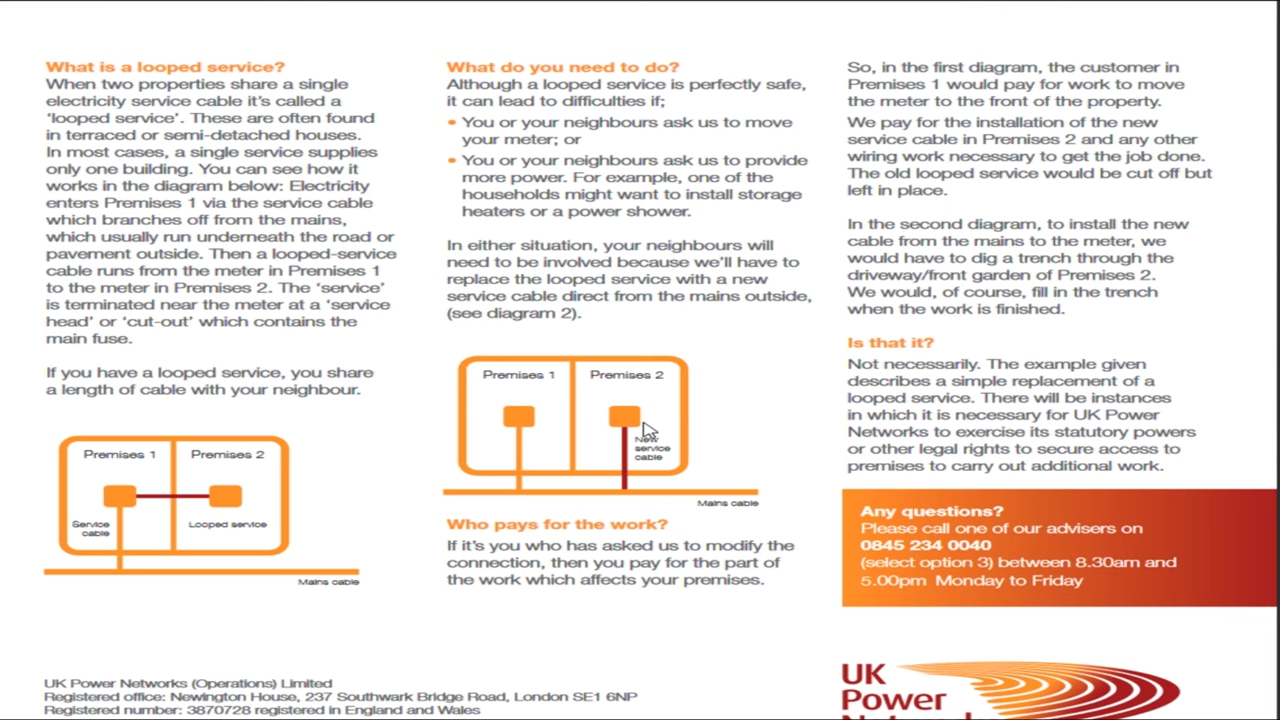 What is a looped service?
When two properties share a single
electricity service cable it's called a
'looped service'. These are often found
in terraced or semi-detached houses.
In most cases, a single service supplies
only one building. You can see how it
works in the diagram below: Electricity
enters Premises 1 via the service cable
which branches off from the mains,
which usually run underneath the road or
pavement outside. Then a looped-service
cable runs from the meter in Premises 1
to the meter in Premises 2. The 'service'
is terminated near the meter at a 'service
head' or 'cut-out' which contains the
main fuse.
If you have a looped service, you share
a length of cable with your neighbour.
Premises 1
Premises 2
Service
cable
Looped service
Mains cable
What do you need to do?
Although a looped service is perfectly safe,
it can lead to difficulties if;
• You or your neighbours ask us to move
your meter; or
• You or your neighbours ask us to provide
more power. For example, one of the
households might want to install storage
heaters or a power shower.
In either situation, your neighbours will
need to be involved because we'll have to
replace the looped service with a new
service cable direct from the mains outside,
(see diagram 2).
Premises 1
Premises 2
New
service
cable
Mains cable
Who pays for the work?
If it's you who has asked us to modify the
connection, then you pay for the part of
the work which affects your premises.
So, in the first diagram, the customer in
Premises 1 would pay for work to move
the meter to the front of the property.
We pay for the installation of the new
service cable in Premises 2 and any other
wiring work necessary to get the job done.
The old looped service would be cut off but
left in place.
In the second diagram, to install the new
cable from the mains to the meter, we
would have to dig a trench through the
driveway/front garden of Premises 2.
We would, of course, fill in the trench
when the work is finished.
Is that it?
Not necessarily. The example given
describes a simple replacement of a
looped service. There will be instances
in which it is necessary for UK Power
Networks to exercise its statutory powers
or other legal rights to secure access to
premises to carry out additional work.
Any questions?
Please call one of our advisers on
0845 234 0040
(select option 3) between 8.30am and
5.00pm Monday to Friday
UK Power Networks (Operations) Limited
Registered office: Newington House, 237 Southwark Bridge Road, London SE1 6NP
Registered number: 3870728 registered in England and Wales
UK
Power